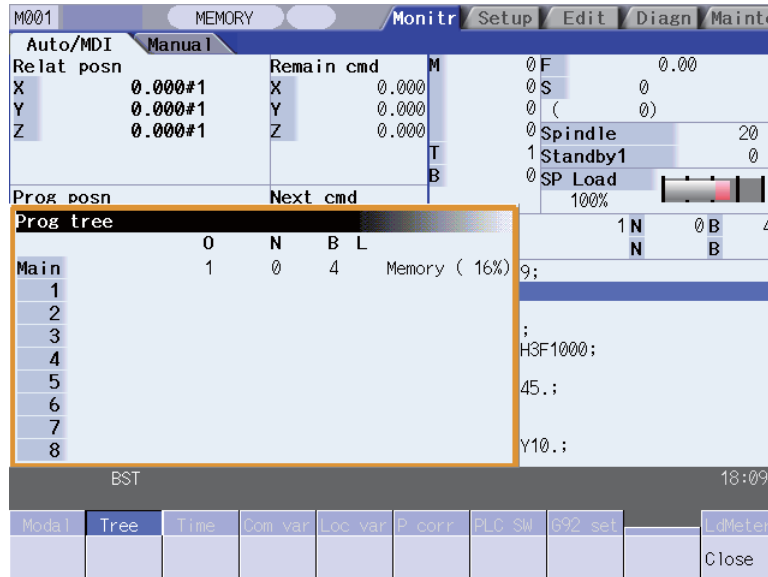 M001 MEMORY Monitr Setup Edit Diagn Mainte
Auto/MDI Manual
Relat posn Remain cmd M 0 F 0.00
X 0.000#1 X 0.000 0 S 0
Y 0.000#1 Y 0.000 0 ( 0)
Z 0.000#1 Z 0.000 0 Spindle 20
T 1 Standby1 0
B 0 SP Load
100%
Prog posn Next cmd
Prog tree 1 N 0 B 4
O N B L N B
Main 1 0 4 Memory ( 16%) 9;
1
2
3 ;
4 H3F1000;
5 45.;
6
7
8 Y10.;
BST 18:09
Modal Tree Time Com var Loc var P corr PLC SW G92 set LdMeter
Close